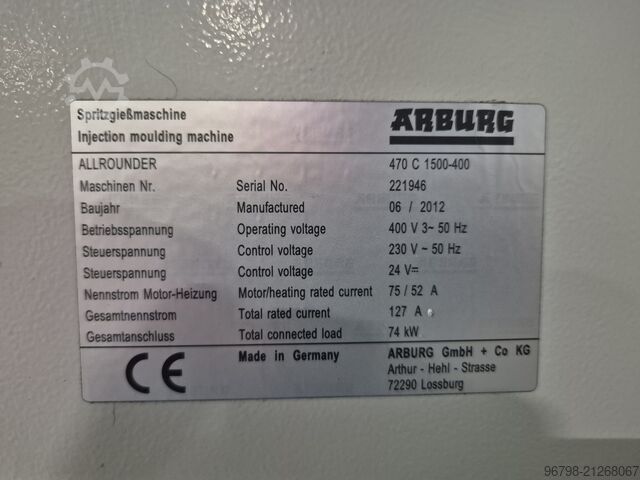 Spritzgießmaschine
Injection moulding machine
ARBURG
ALLROUNDER 470 C 1500-400
Maschinen Nr. Serial No. 221946
Baujahr Manufactured 06 / 2012
Betriebsspannung Operating voltage 400 V 3~ 50 Hz
Steuerspannung Control voltage 230 V ~ 50 Hz
Steuerspannung Control voltage 24 V⎓
Nennstrom Motor-Heizung Motor/heating rated current 75 / 52 A
Gesamtnennstrom Total rated current 127 A
Gesamtanschluss Total connected load 74 kW
CE Made in Germany ARBURG GmbH + Co KG
Arthur - Hehl - Strasse
72290 Lossburg
96798-21268067